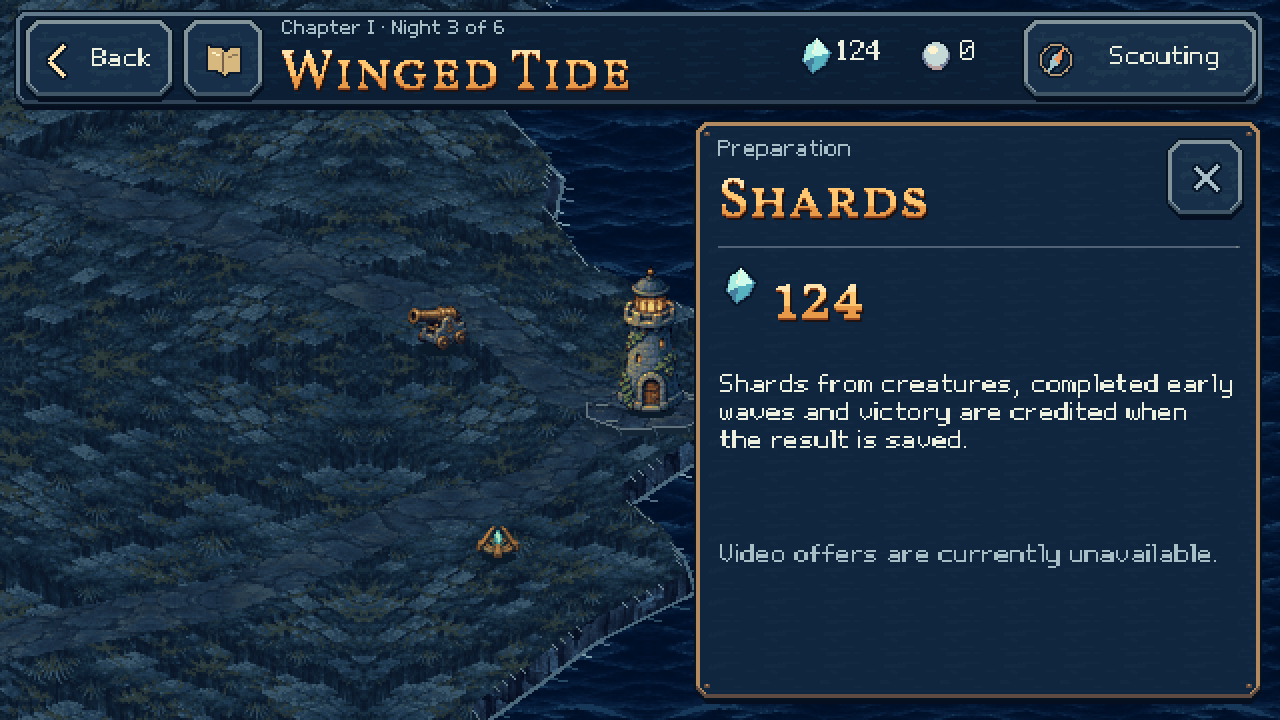 Back
Chapter I · Night 3 of 6
Winged Tide
124
0
Scouting
Preparation
Shards
124
Shards from creatures, completed early
waves and victory are credited when
the result is saved.
Video offers are currently unavailable.